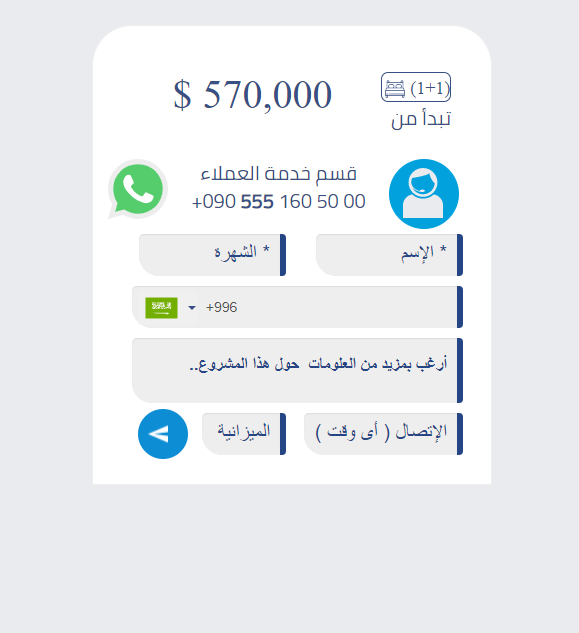 (1+1)
$ 570,000
تبدأ من
قسم خدمة العملاء
+090 555 160 50 00
* الإسم
* الشهرة
+996
أرغب بمزيد من العلومات حول هذا المشروع..
الإتصال ( أى وقت )
الميزانية